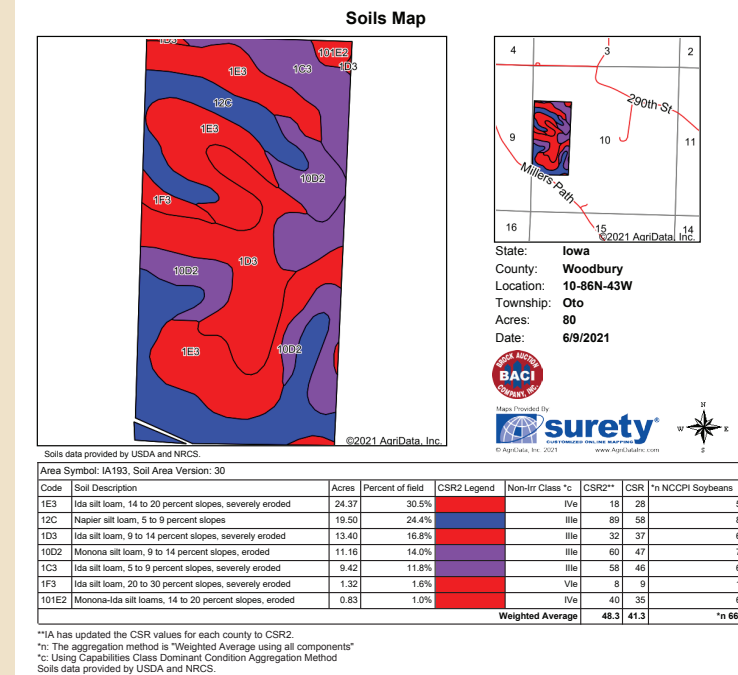 Soils Map
1D3
101E2
1D3
1E3
1C3
12C
1E3
10D2
1F3
1D3
10D2
1E3
10D2
©2021 AgriData, Inc.
4
3
2
290th St
9
10
11
Millers Path
16
15
14
©2021 AgriData, Inc.
State: Iowa
County: Woodbury
Location: 10-86N-43W
Township: Oto
Acres: 80
Date: 6/9/2021
BROCK AUCTION
BACI
COMPANY, INC.
Maps Provided By
surety®
CUSTOMIZED ONLINE MAPPING
© AgriData, Inc. 2021 www.AgriDataInc.com
N
W E
S
Soils data provided by USDA and NRCS.
Area Symbol: IA193, Soil Area Version: 30
Code Soil Description Acres Percent of field CSR2 Legend Non-Irr Class *c CSR2** CSR *n NCCPI Soybeans
1E3 Ida silt loam, 14 to 20 percent slopes, severely eroded 24.37 30.5% IVe 18 28
12C Napier silt loam, 5 to 9 percent slopes 19.50 24.4% IIIe 89 58
1D3 Ida silt loam, 9 to 14 percent slopes, severely eroded 13.40 16.8% IIIe 32 37
10D2 Monona silt loam, 9 to 14 percent slopes, eroded 11.16 14.0% IIIe 60 47
1C3 Ida silt loam, 5 to 9 percent slopes, severely eroded 9.42 11.8% IIIe 58 46
1F3 Ida silt loam, 20 to 30 percent slopes, severely eroded 1.32 1.6% VIe 8 9
101E2 Monona-Ida silt loams, 14 to 20 percent slopes, eroded 0.83 1.0% IVe 40 35
Weighted Average 48.3 41.3 *n 66
**IA has updated the CSR values for each county to CSR2.
*n: The aggregation method is "Weighted Average using all components"
*c: Using Capabilities Class Dominant Condition Aggregation Method
Soils data provided by USDA and NRCS.